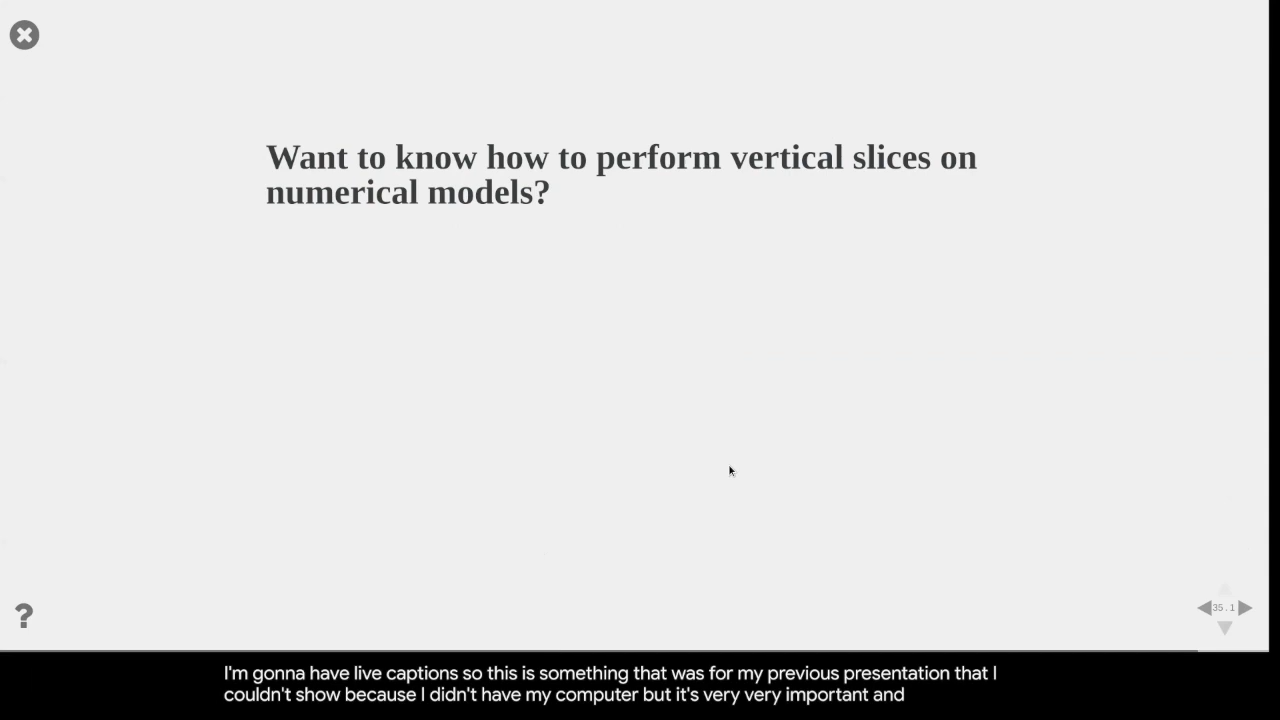 Want to know how to perform vertical slices on
numerical models?
?
35.1
I'm gonna have live captions so this is something that was for my previous presentation that I
couldn't show because I didn't have my computer but it's very very important and